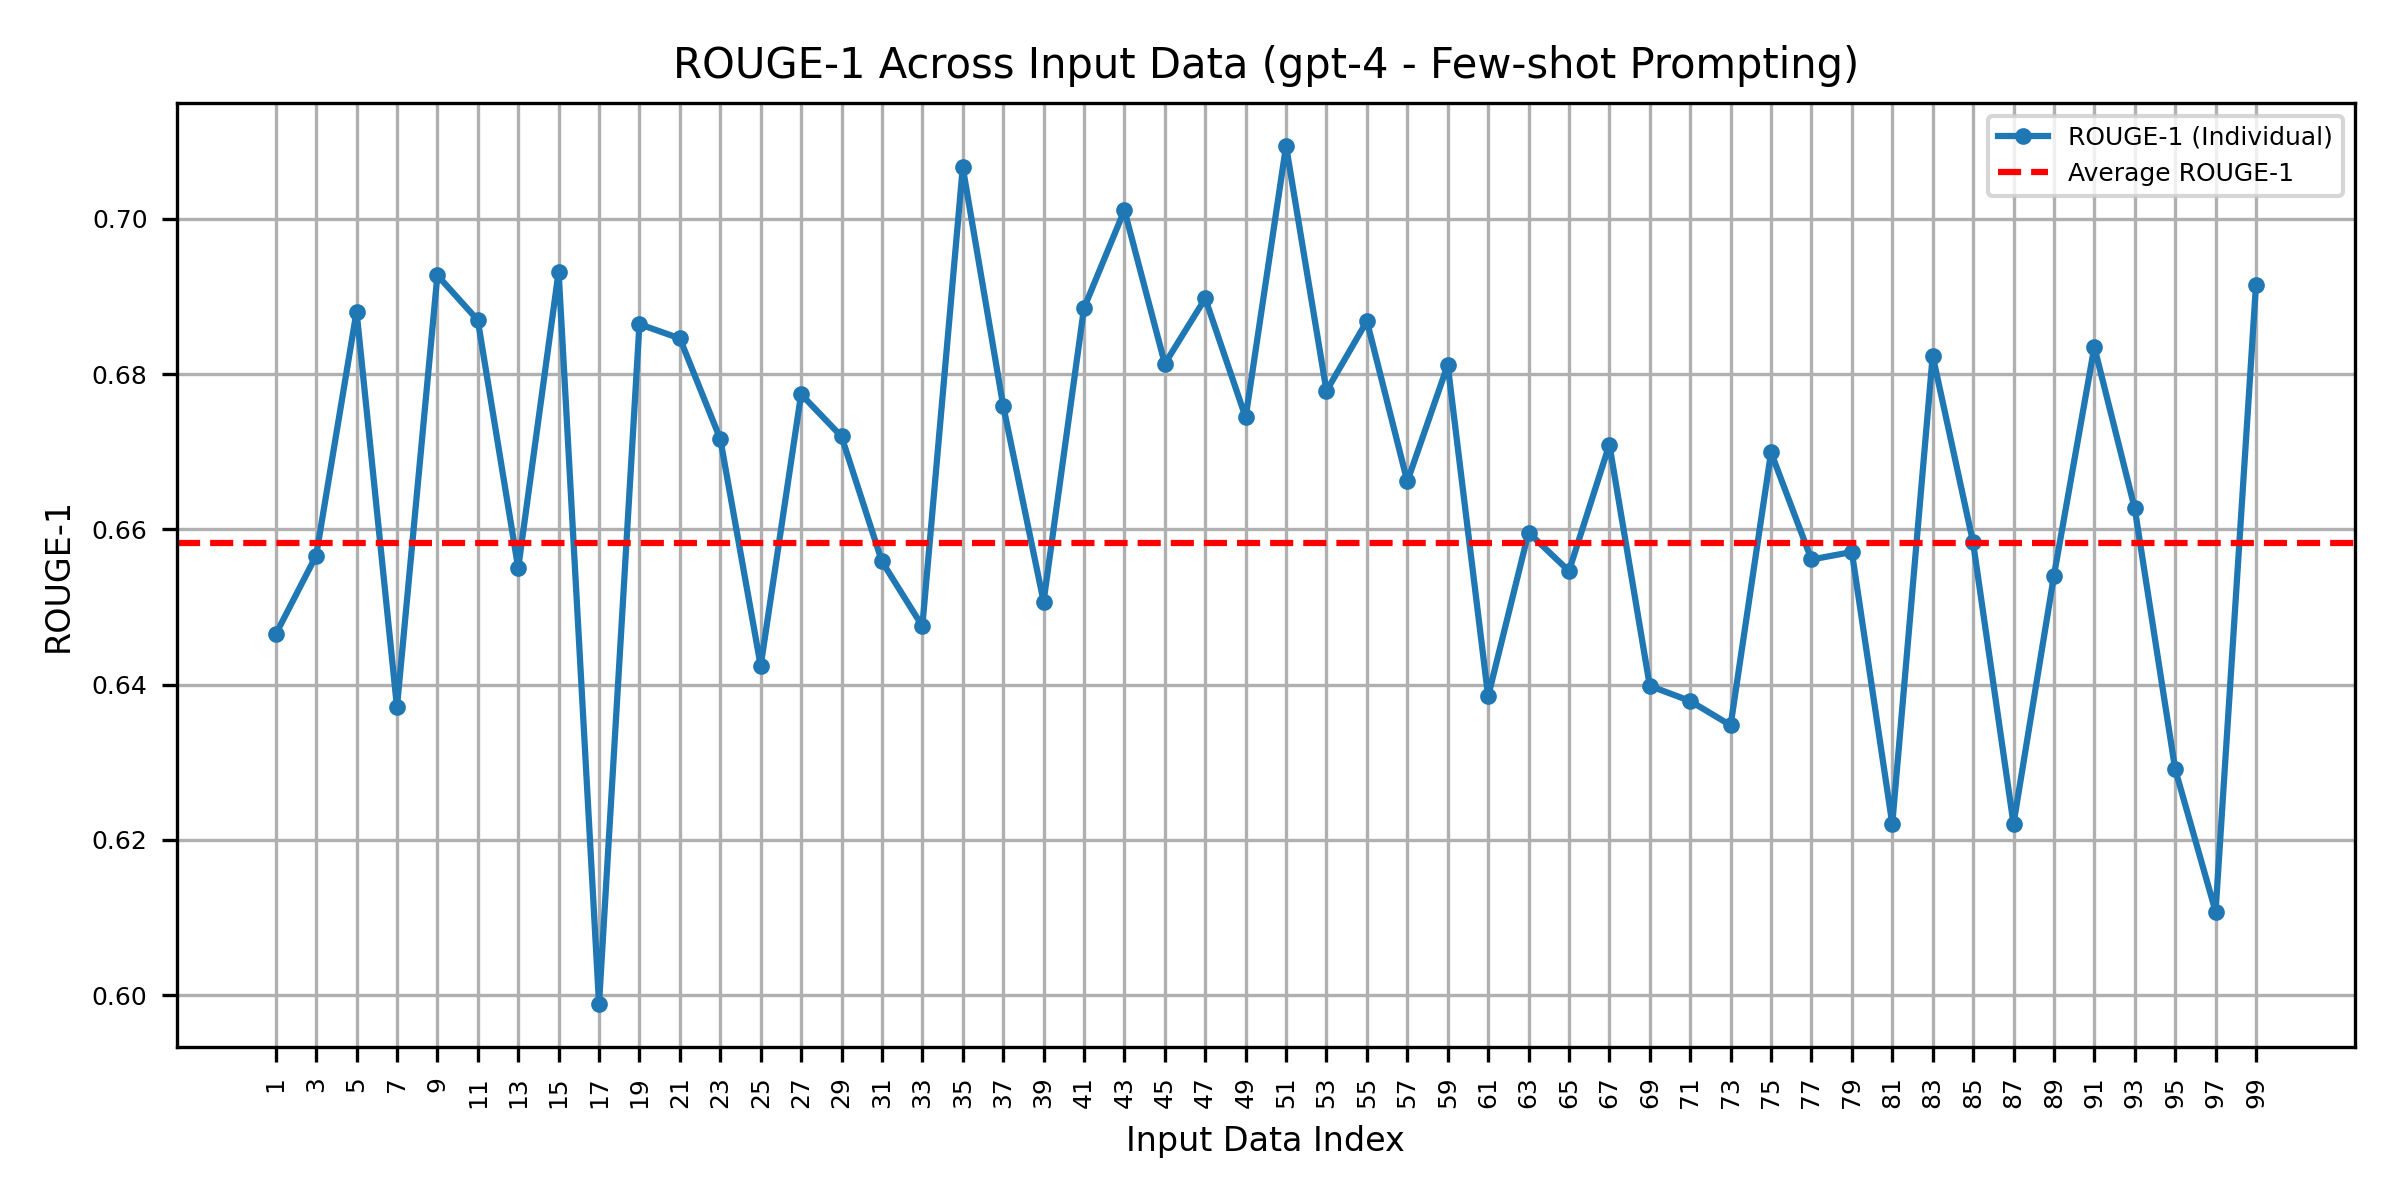 ROUGE-1 Across Input Data (gpt-4 - Few-shot Prompting)
ROUGE-1 (Individual)
Average ROUGE-1
ROUGE-1
0.70
0.68
0.66
0.64
0.62
0.60
1 3 5 7 9 11 13 15 17 19 21 23 25 27 29 31 33 35 37 39 41 43 45 47 49 51 53 55 57 59 61 63 65 67 69 71 73 75 77 79 81 83 85 87 89 91 93 95 97 99
Input Data Index